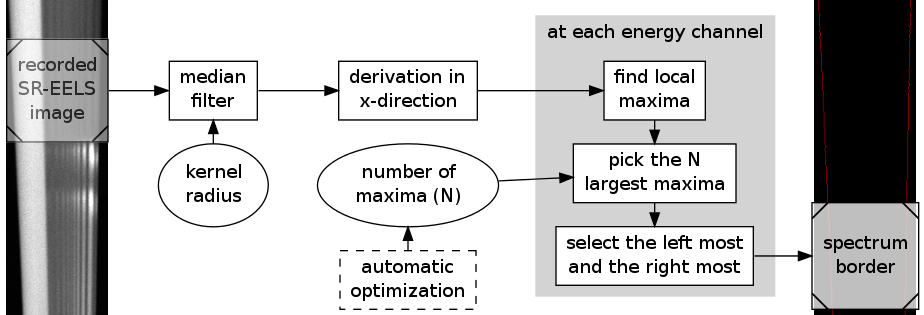 recorded
SR-EELS
image
median
filter
kernel
radius
derivation in
x-direction
number of
maxima (N)
automatic
optimization
at each energy channel
find local
maxima
pick the N
largest maxima
select the left most
and the right most
spectrum
border